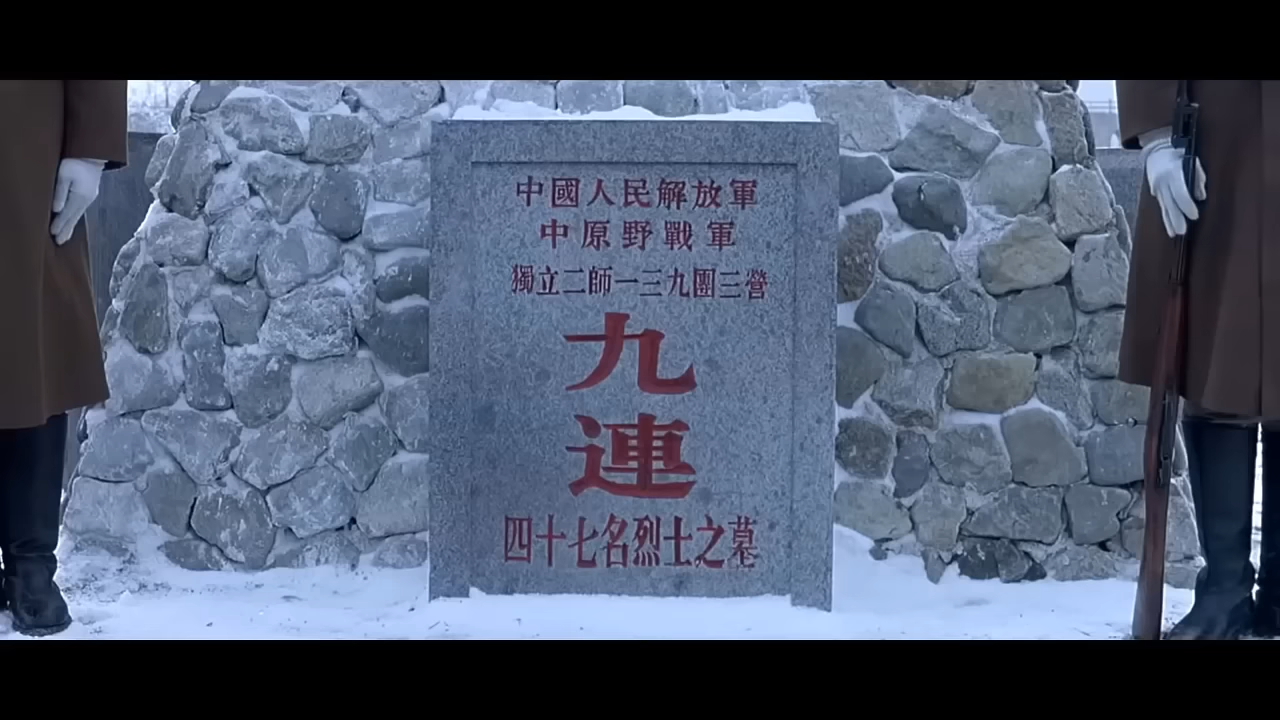 中國人民解放軍
中原野戰軍
獨立二師一三九團三營
九
連
四十七名烈士之墓